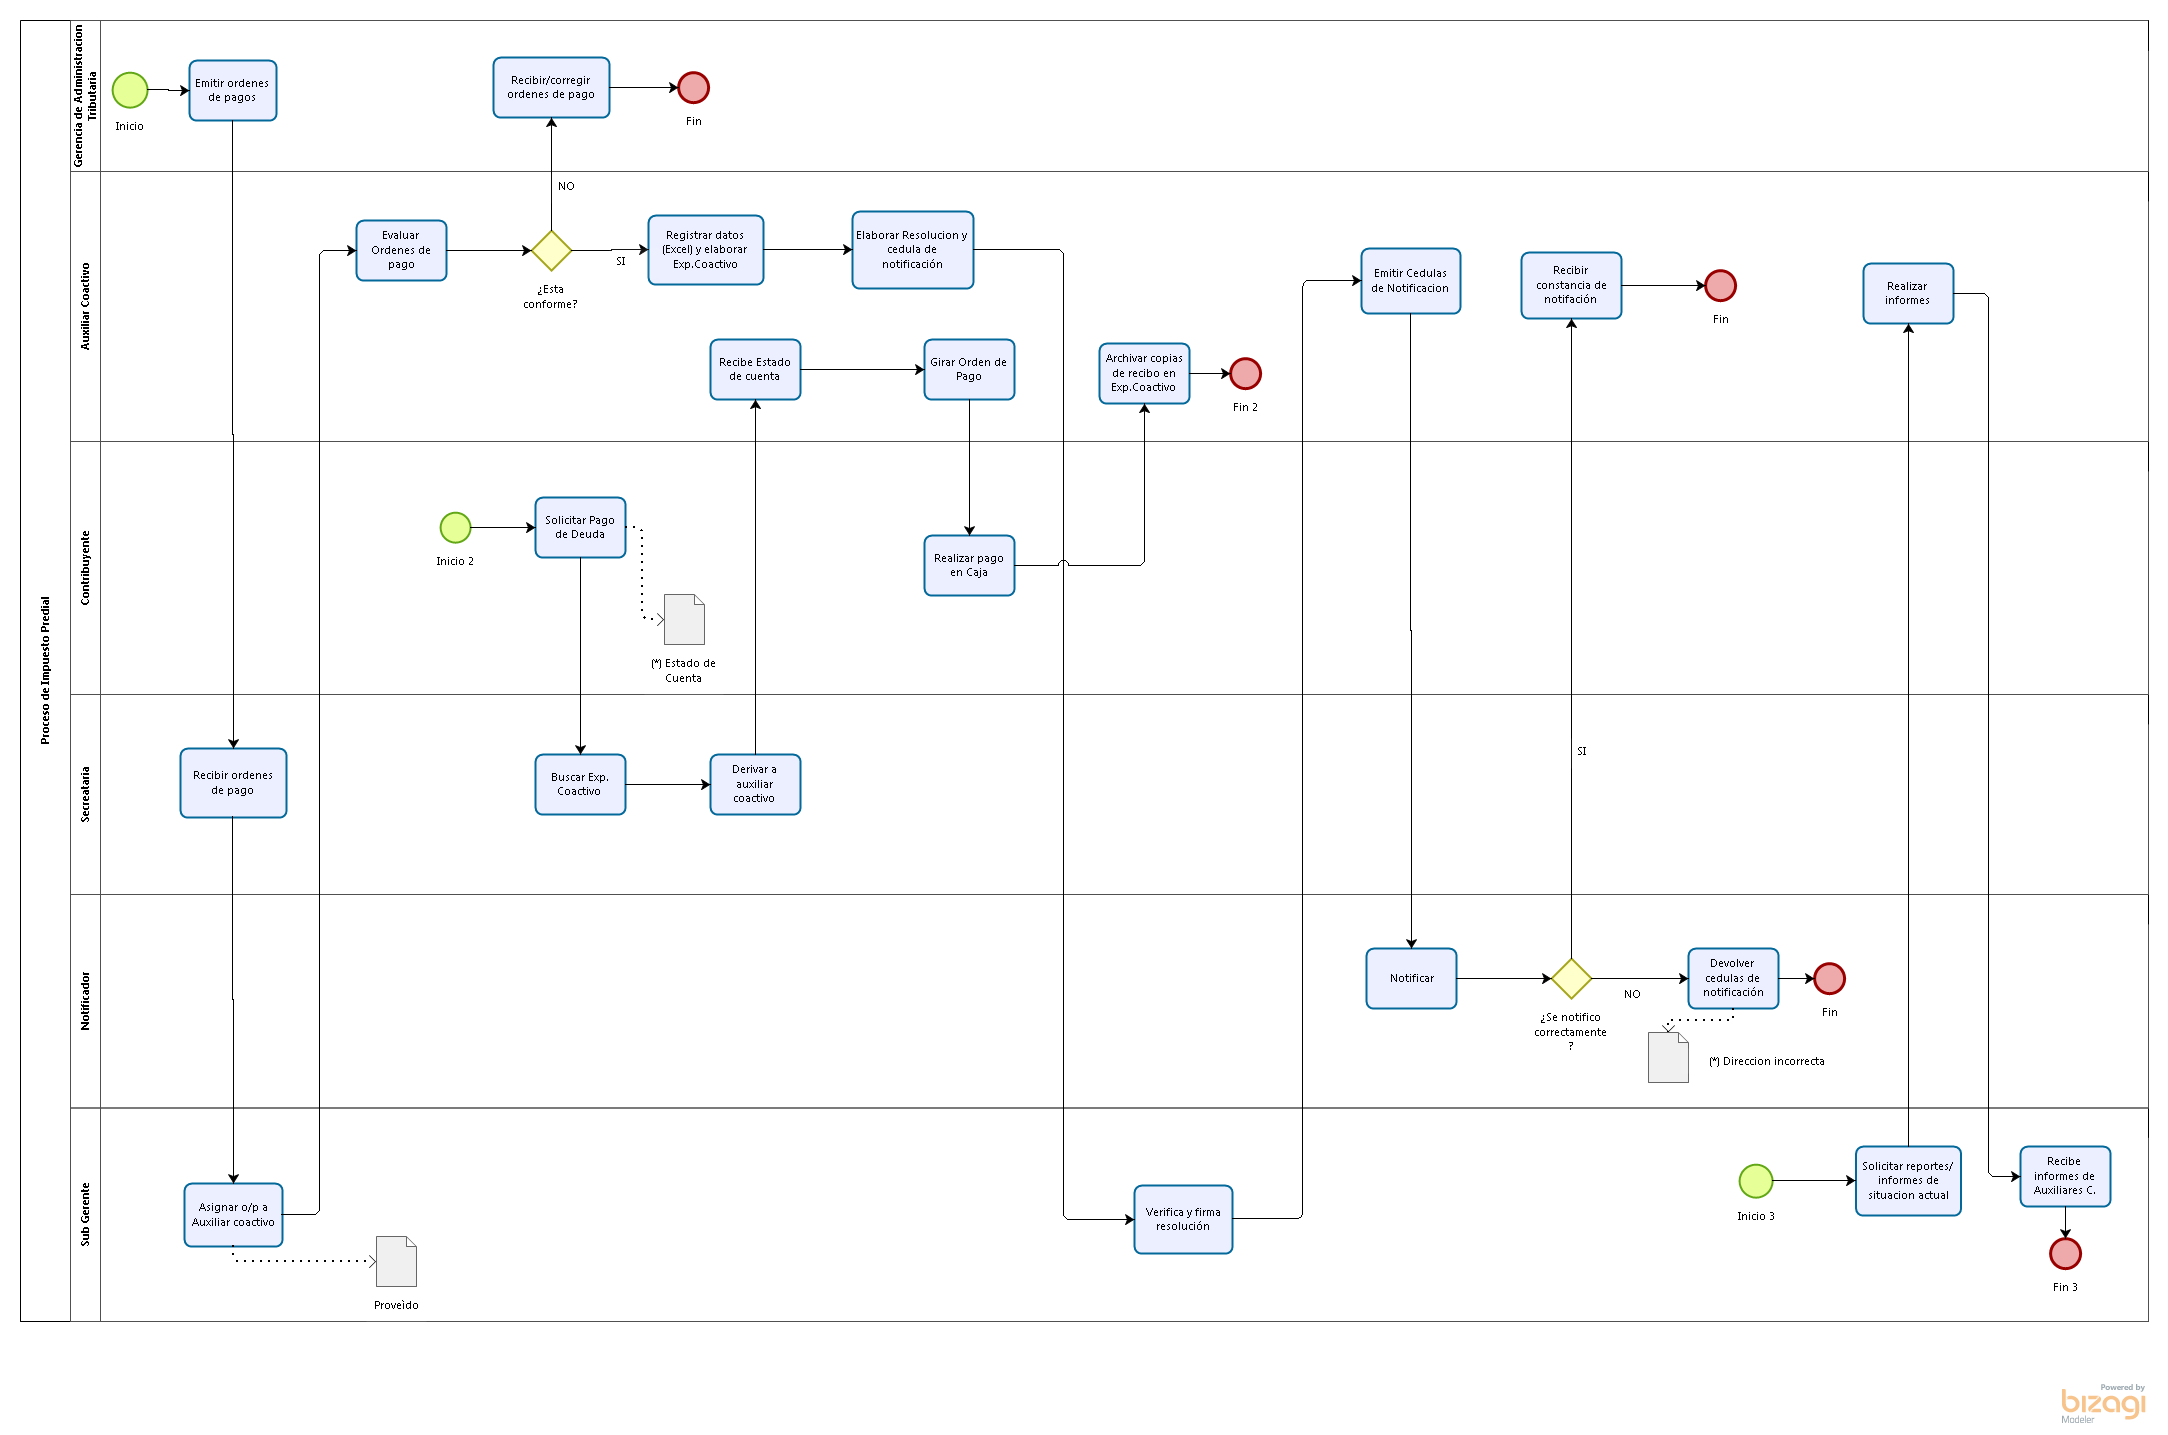 Proceso de Impuesto Predial
Gerencia de Administracion
Tributaria
Inicio
Emitir ordenes
de pagos
Recibir/corregir
ordenes de pago
Fin
NO
Auxiliar Coactivo
Evaluar
Ordenes de
pago
¿Esta
conforme?
SI
Registrar datos
(Excel) y elaborar
Exp.Coactivo
Elaborar Resolucion y
cedula de
notificación
Recibe Estado
de cuenta
Girar Orden de
Pago
Archivar copias
de recibo en
Exp.Coactivo
Fin 2
Emitir Cedulas
de Notificacion
Recibir
constancia de
notifación
Fin
Realizar
informes
Contribuyente
Inicio 2
Solicitar Pago
de Deuda
(*) Estado de
Cuenta
Realizar pago
en Caja
Secreataria
Recibir ordenes
de pago
Buscar Exp.
Coactivo
Derivar a
auxiliar
coactivo
SI
Notificador
Notificar
¿Se notifico
correctamente
?
NO
Devolver
cedulas de
notificación
Fin
(*) Direccion incorrecta
Sub Gerente
Asignar o/p a
Auxiliar coactivo
Proveìdo
Verifica y firma
resolución
Inicio 3
Solicitar reportes/
informes de
situacion actual
Recibe
informes de
Auxiliares C.
Fin 3
Powered by
bizagi
Modeler